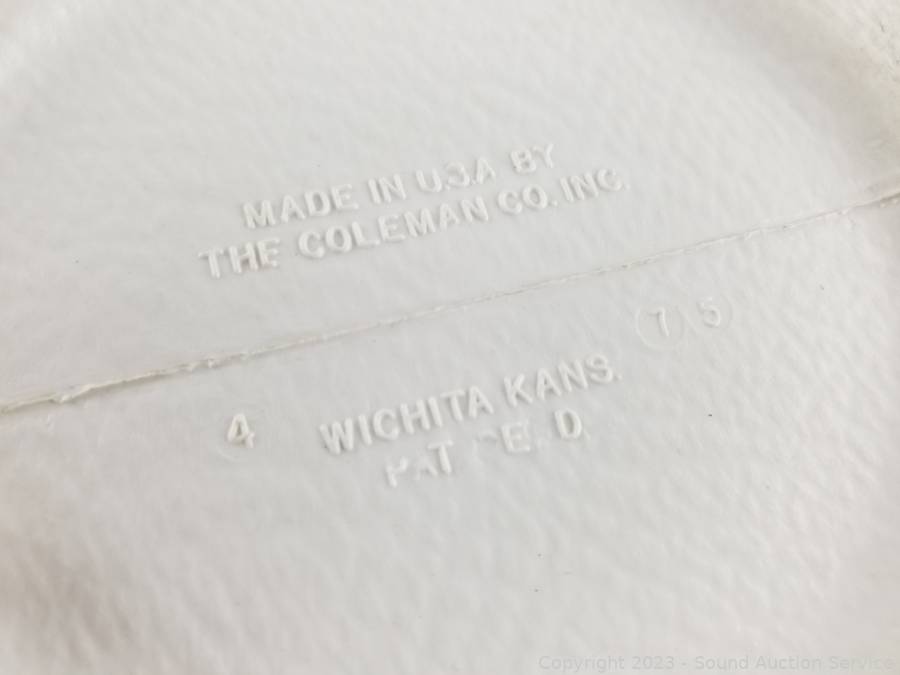 MADE IN U.S.A BY
THE COLEMAN CO. INC.
7 5
WICHITA KANS.
4
Copyright 2023 - Sound Auction Service